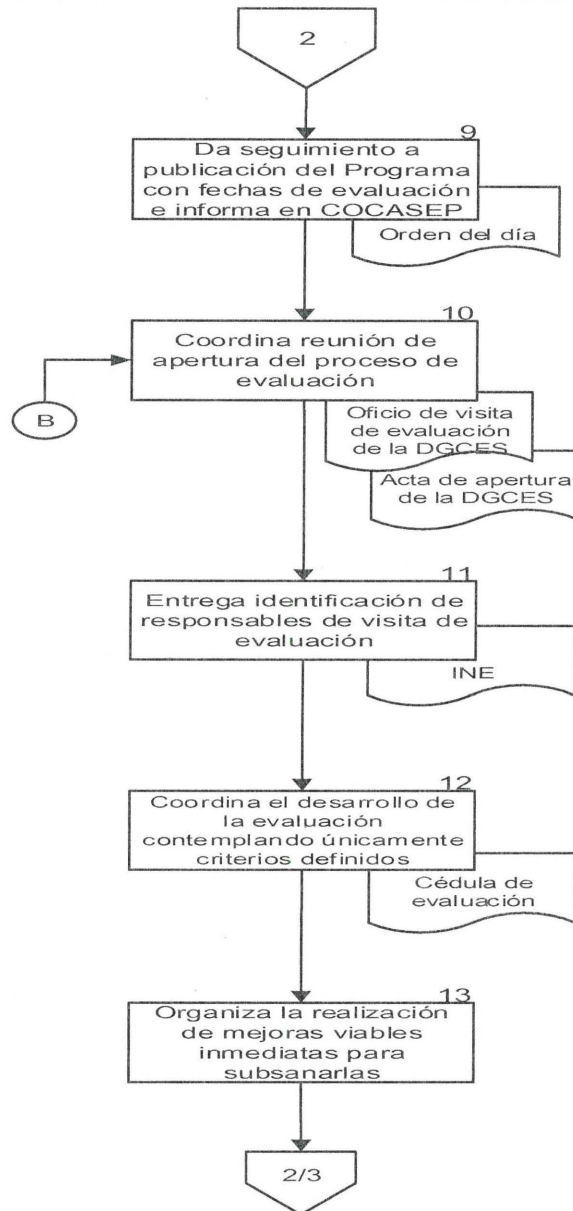 2
9
Da seguimiento a
publicación del Programa
con fechas de evaluación
e informa en COCASEP
Orden del día
10
Coordina reunión de
apertura del proceso de
evaluación
B
Oficio de visita
de evaluación
de la DGCES
Acta de apertura
de la DGCES
11
Entrega identificación de
responsables de visita de
evaluación
INE
12
Coordina el desarrollo de
la evaluación
contemplando únicamente
criterios definidos
Cédula de
evaluación
13
Organiza la realización
de mejoras viables
inmediatas para
subsanarlas
2/3